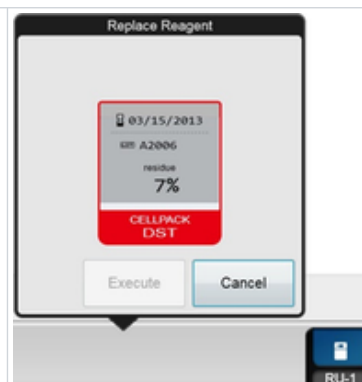 Replace Reagent
03/15/2013
A2006
residue
7%
CELLPACK
DST
Execute
Cancel
RU-1